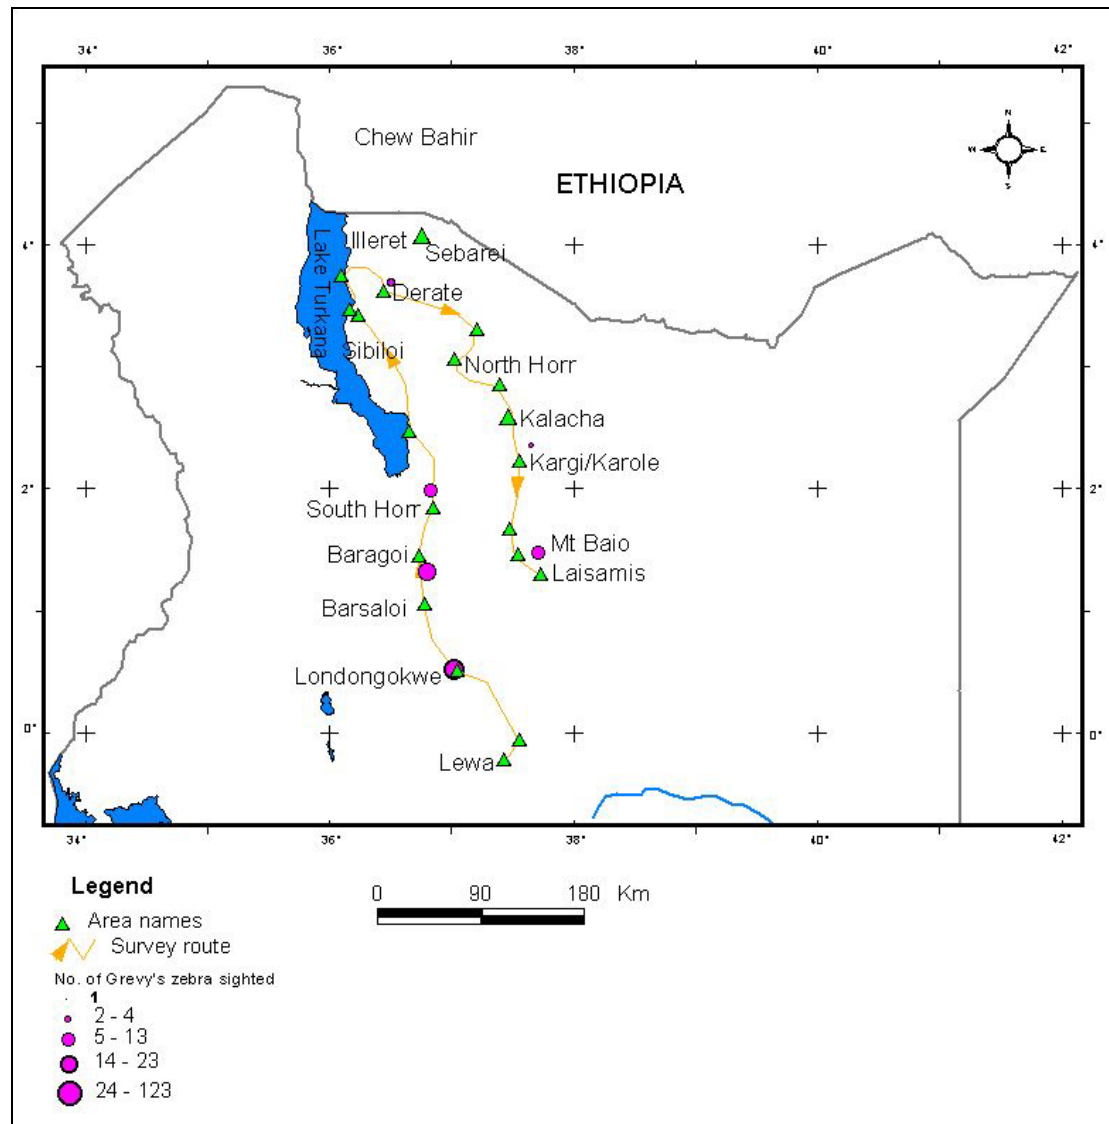 34° 36° 38° 40° 42°
Chew Bahir
N
W E
S
ETHIOPIA
4° Illeret 4°
Sebarei
Lake Turkana
Derate
Sibiloi
North Horr
Kalacha
Kargi/Karole
2° 2°
South Horr
Mt Baio
Baragoi
Laisamis
Barsaloi
Londongokwe
0° 0°
Lewa
34° 36° 38° 40° 42°
Legend
0 90 180 Km
Area names
Survey route
No. of Grevy's zebra sighted
1
2 - 4
5 - 13
14 - 23
24 - 123